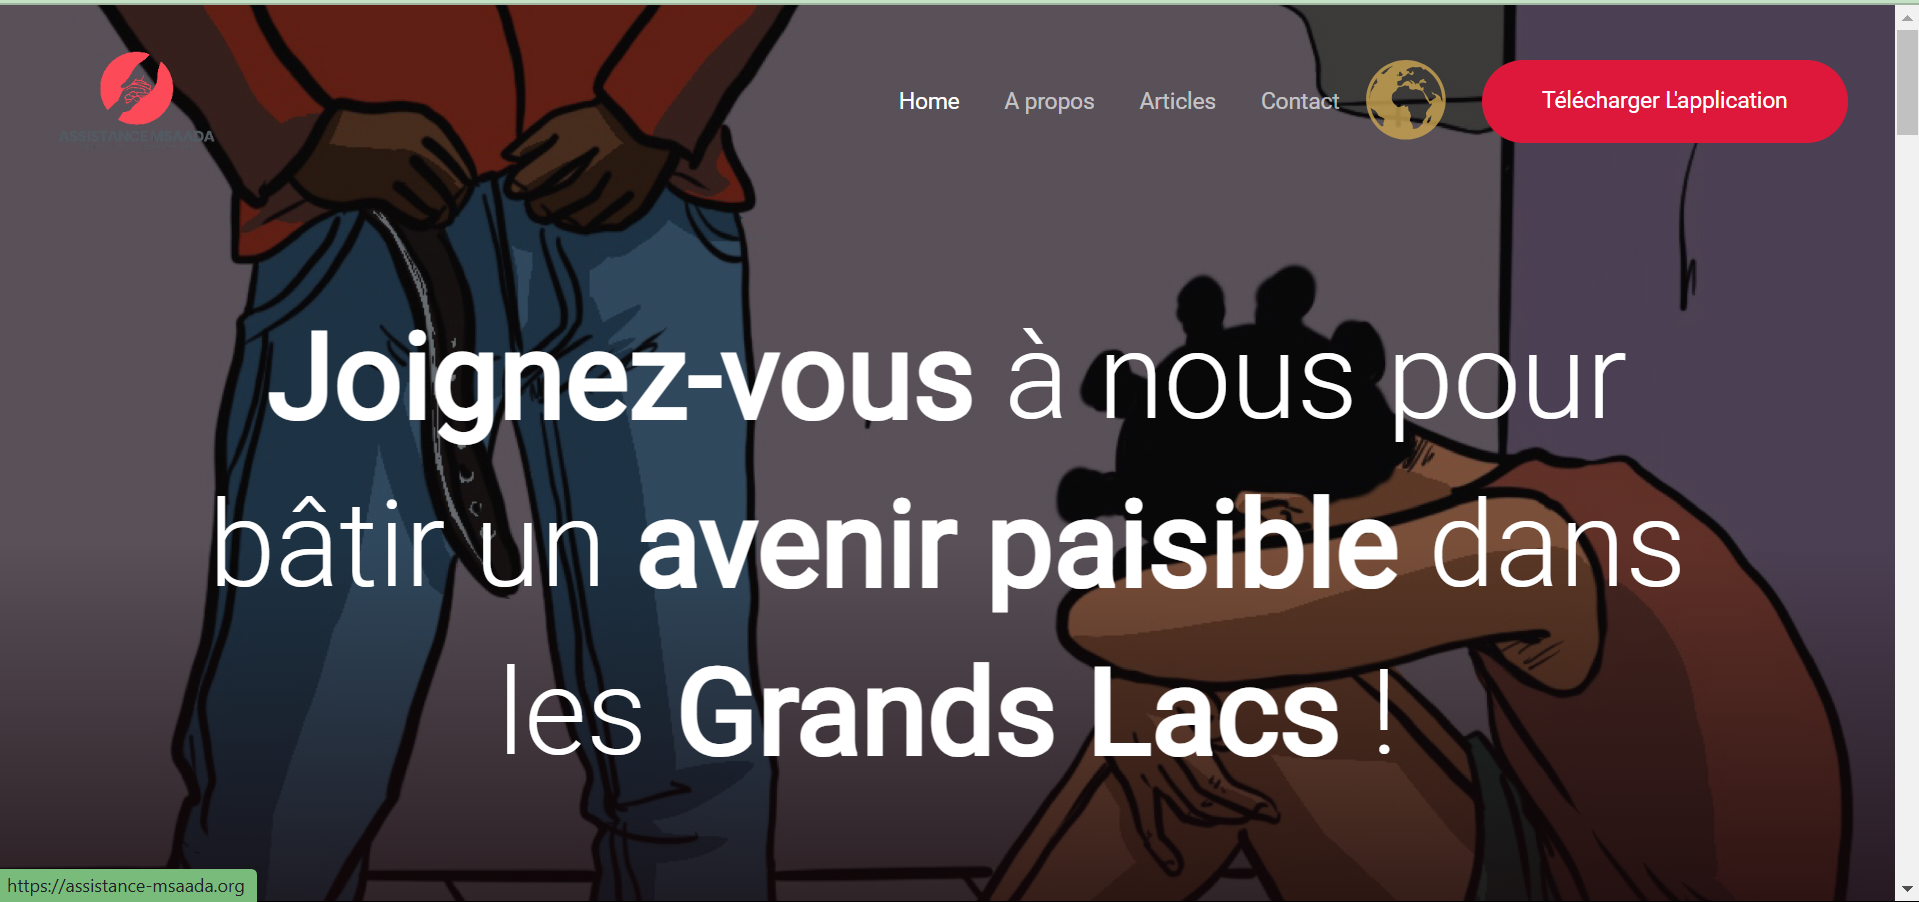 ASSISTANCEMSAADA
Home A propos Articles Contact Télécharger L'application
Joignez-vous à nous pour
bâtir un avenir paisible dans
les Grands Lacs !
https://assistance-msaada.org